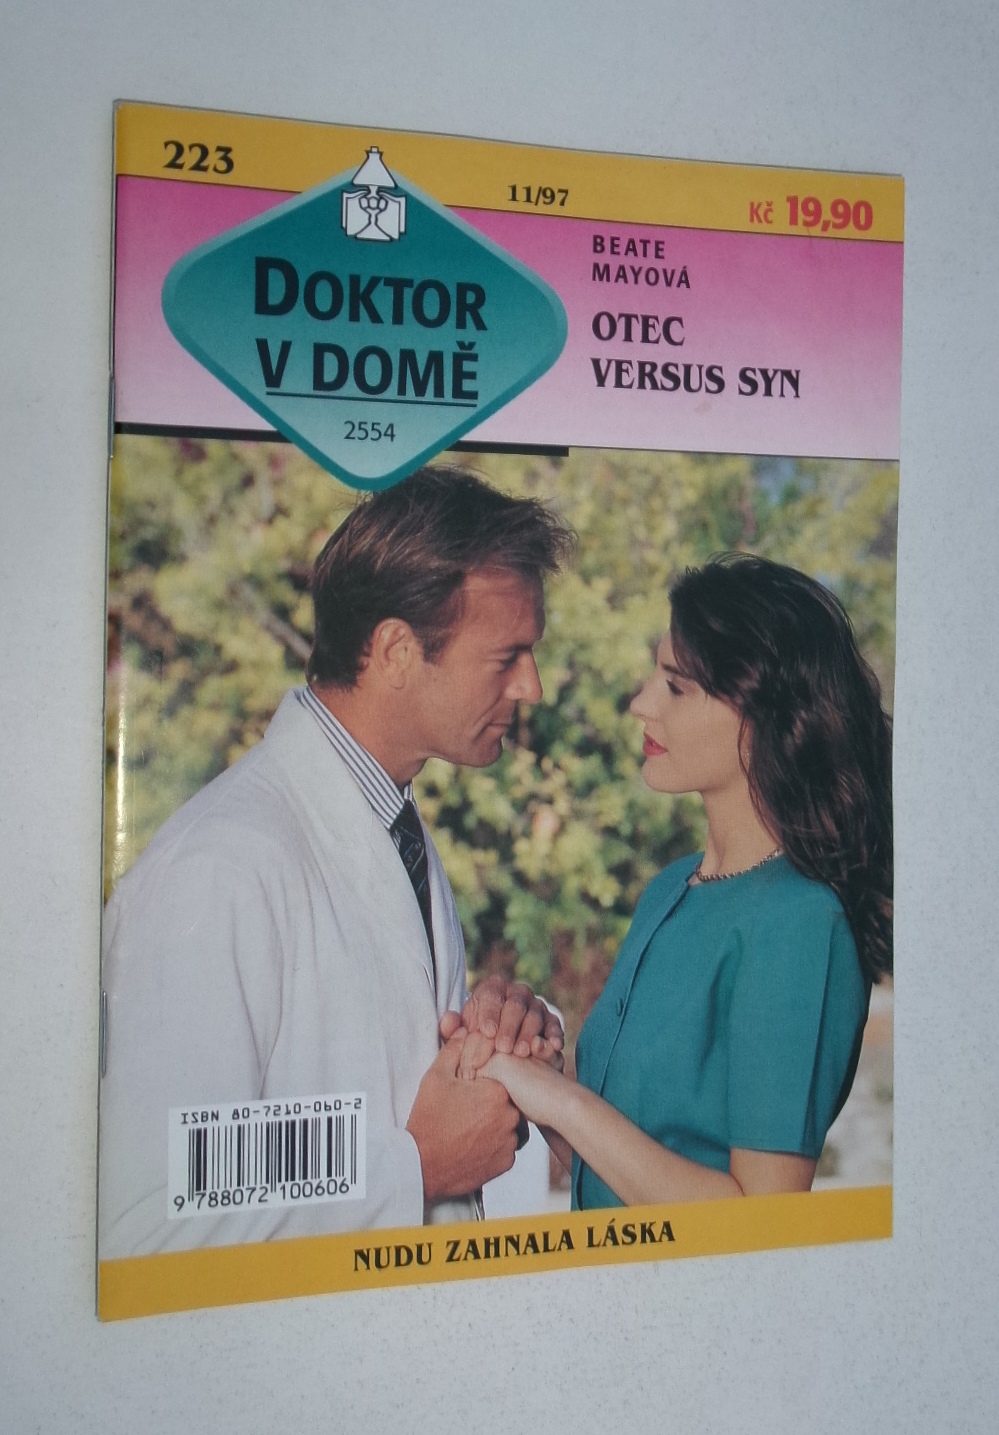 223
11/97
Kč 19,90
DOKTOR
V DOMĚ
2554
BEATE
MAYOVÁ
OTEC
VERSUS SYN
ISBN 80-7210-060-2
9 788072 100606
NUDU ZAHNALA LÁSKA